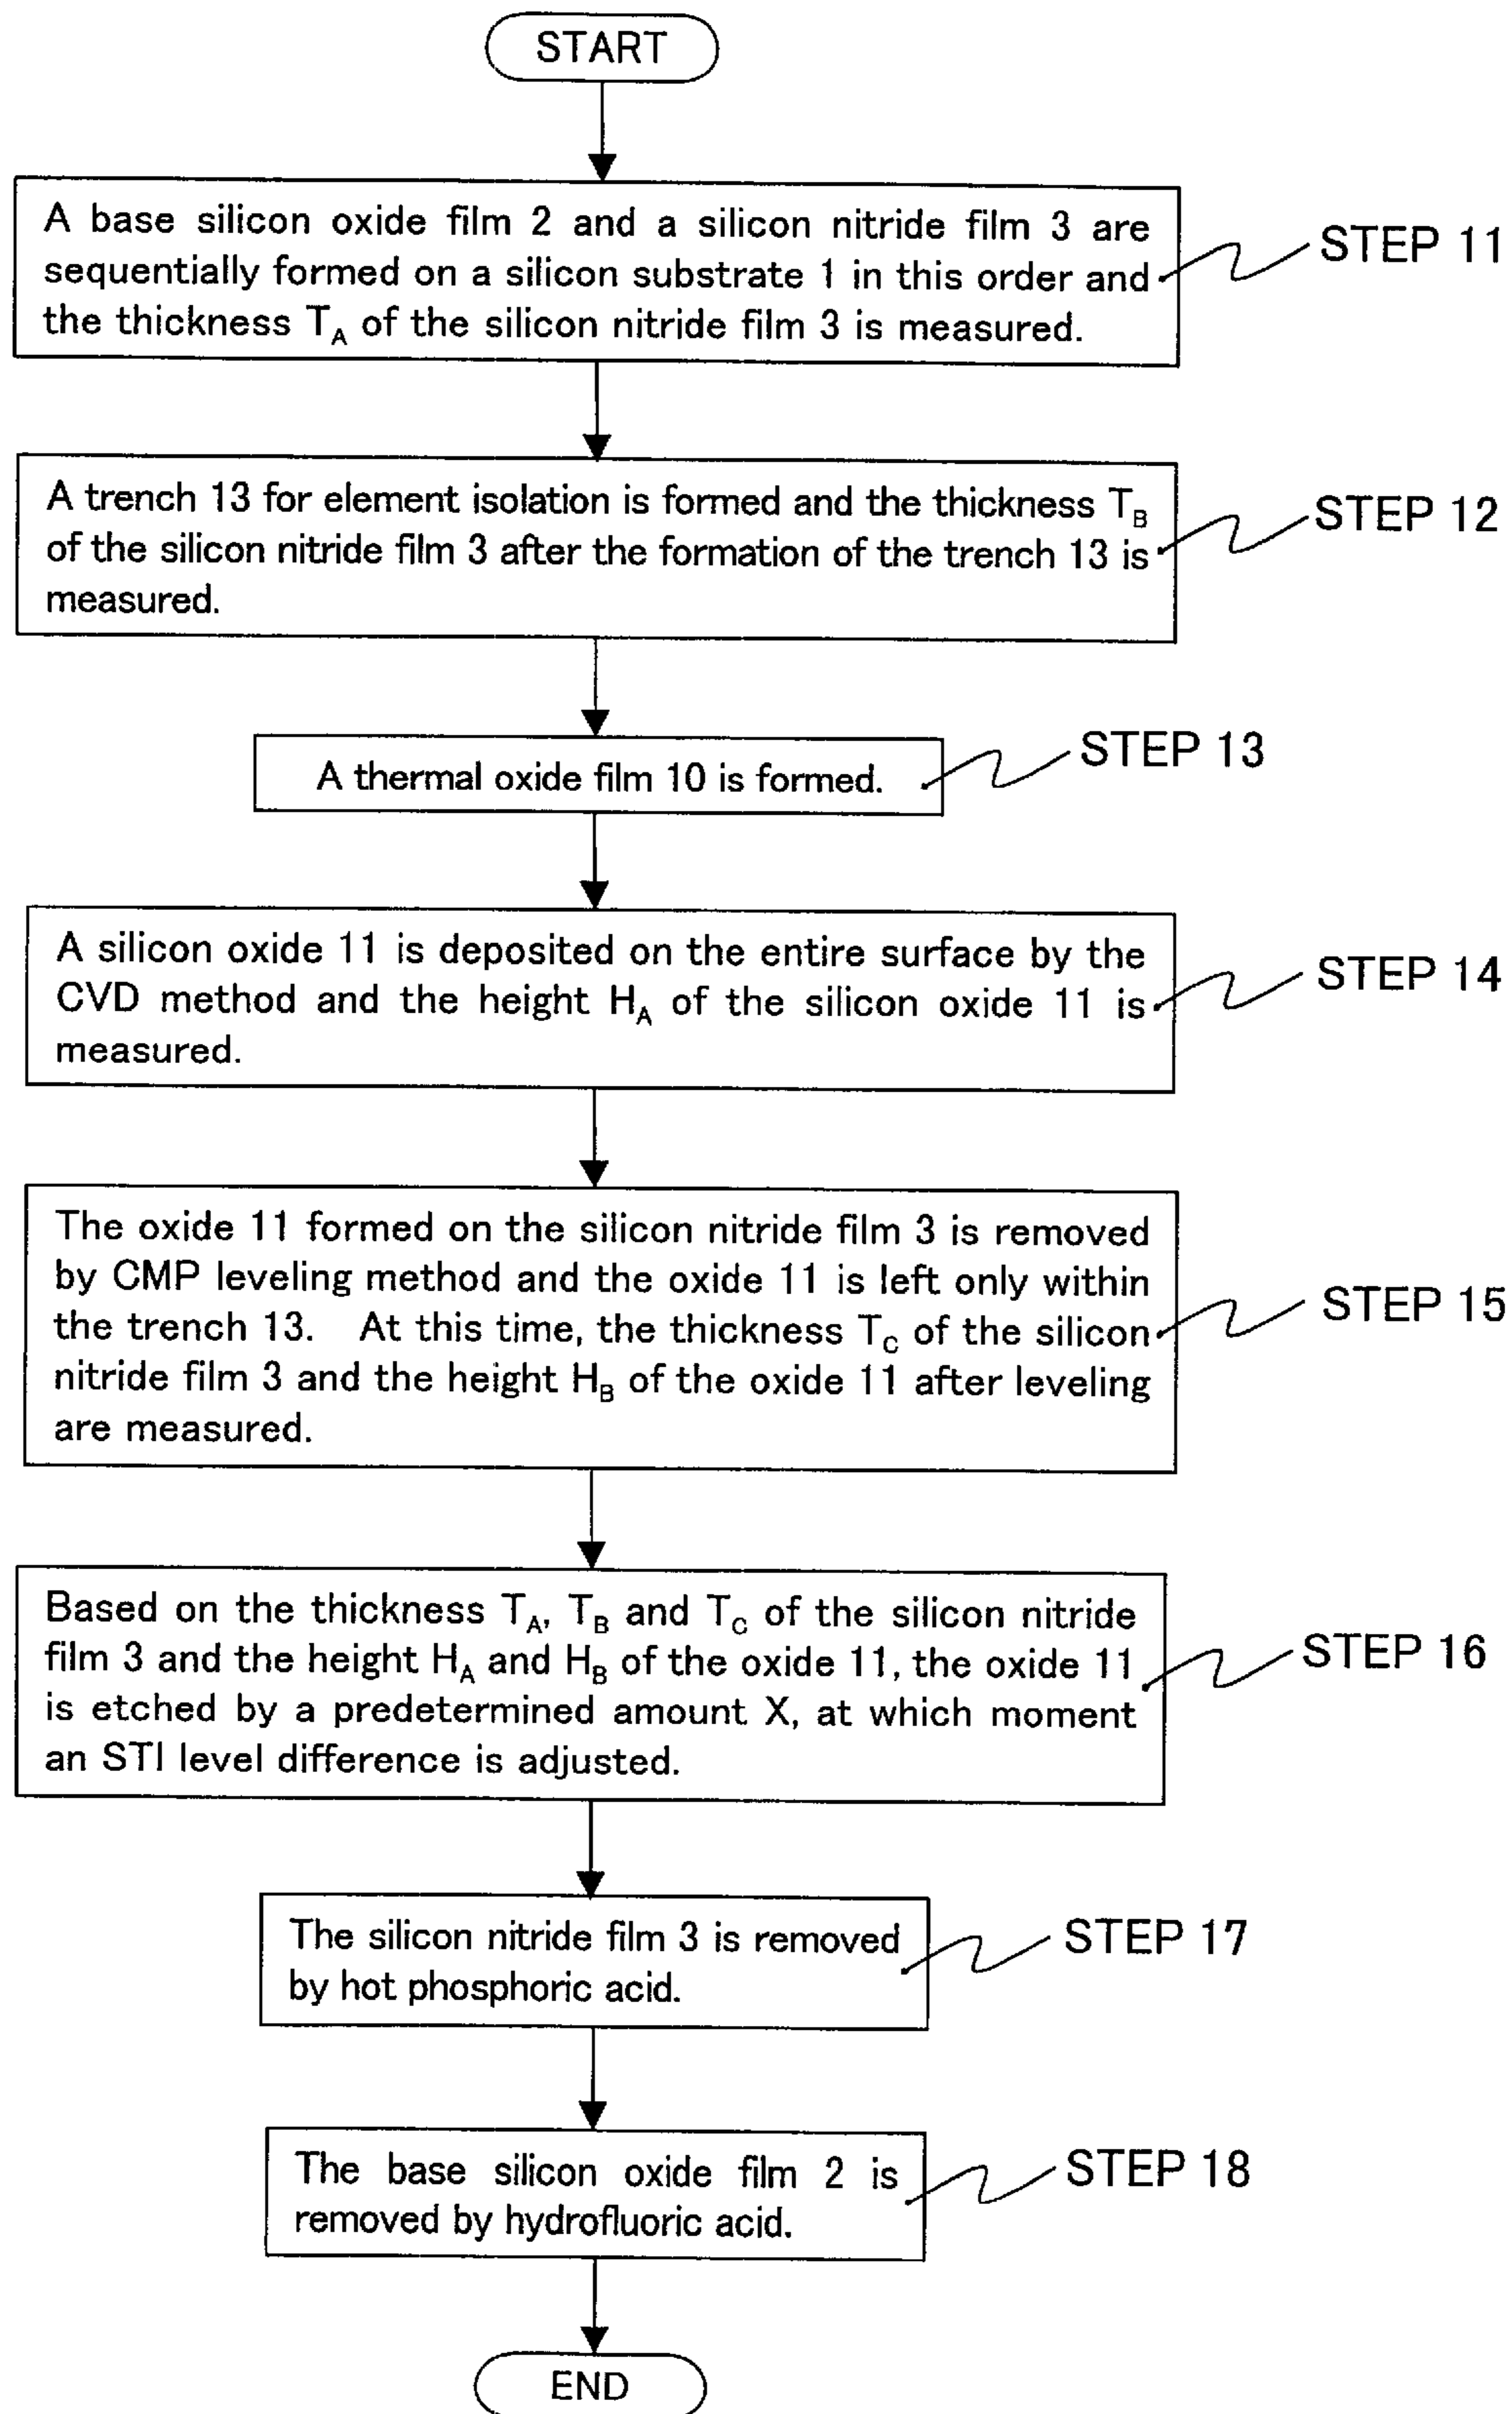 START
A base silicon oxide film 2 and a silicon nitride film 3 are
sequentially formed on a silicon substrate 1 in this order and
the thickness T_A of the silicon nitride film 3 is measured.
STEP 11
A trench 13 for element isolation is formed and the thickness T_B
of the silicon nitride film 3 after the formation of the trench 13 is
measured.
STEP 12
A thermal oxide film 10 is formed.
STEP 13
A silicon oxide 11 is deposited on the entire surface by the
CVD method and the height H_A of the silicon oxide 11 is
measured.
STEP 14
The oxide 11 formed on the silicon nitride film 3 is removed
by CMP leveling method and the oxide 11 is left only within
the trench 13. At this time, the thickness T_C of the silicon
nitride film 3 and the height H_B of the oxide 11 after leveling
are measured.
STEP 15
Based on the thickness T_A, T_B and T_C of the silicon nitride
film 3 and the height H_A and H_B of the oxide 11, the oxide 11
is etched by a predetermined amount X, at which moment
an STI level difference is adjusted.
STEP 16
The silicon nitride film 3 is removed
by hot phosphoric acid.
STEP 17
The base silicon oxide film 2 is
removed by hydrofluoric acid.
STEP 18
END